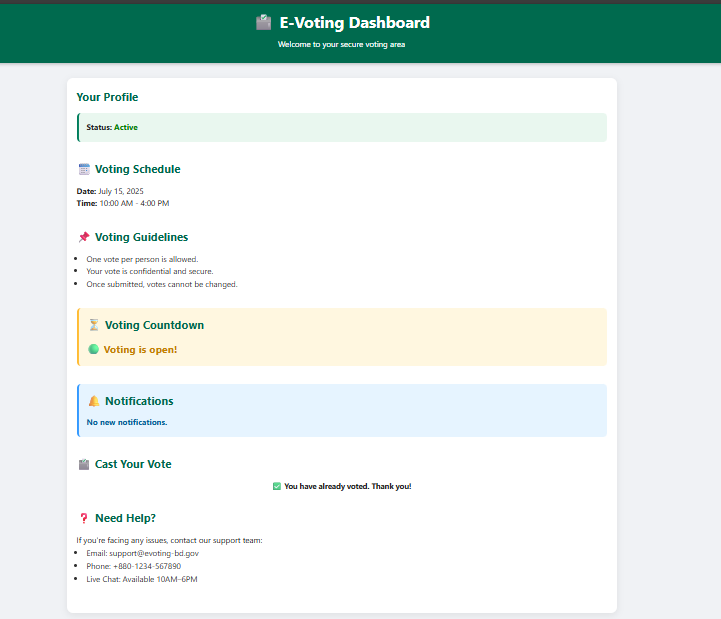 E-Voting Dashboard
Welcome to your secure voting area
Your Profile
Status: Active
Voting Schedule
Date: July 15, 2025
Time: 10:00 AM - 4:00 PM
Voting Guidelines
One vote per person is allowed.
Your vote is confidential and secure.
Once submitted, votes cannot be changed.
Voting Countdown
Voting is open!
Notifications
No new notifications.
Cast Your Vote
You have already voted. Thank you!
Need Help?
If you're facing any issues, contact our support team:
Email: support@evoting-bd.gov
Phone: +880-1234-567890
Live Chat: Available 10AM–6PM